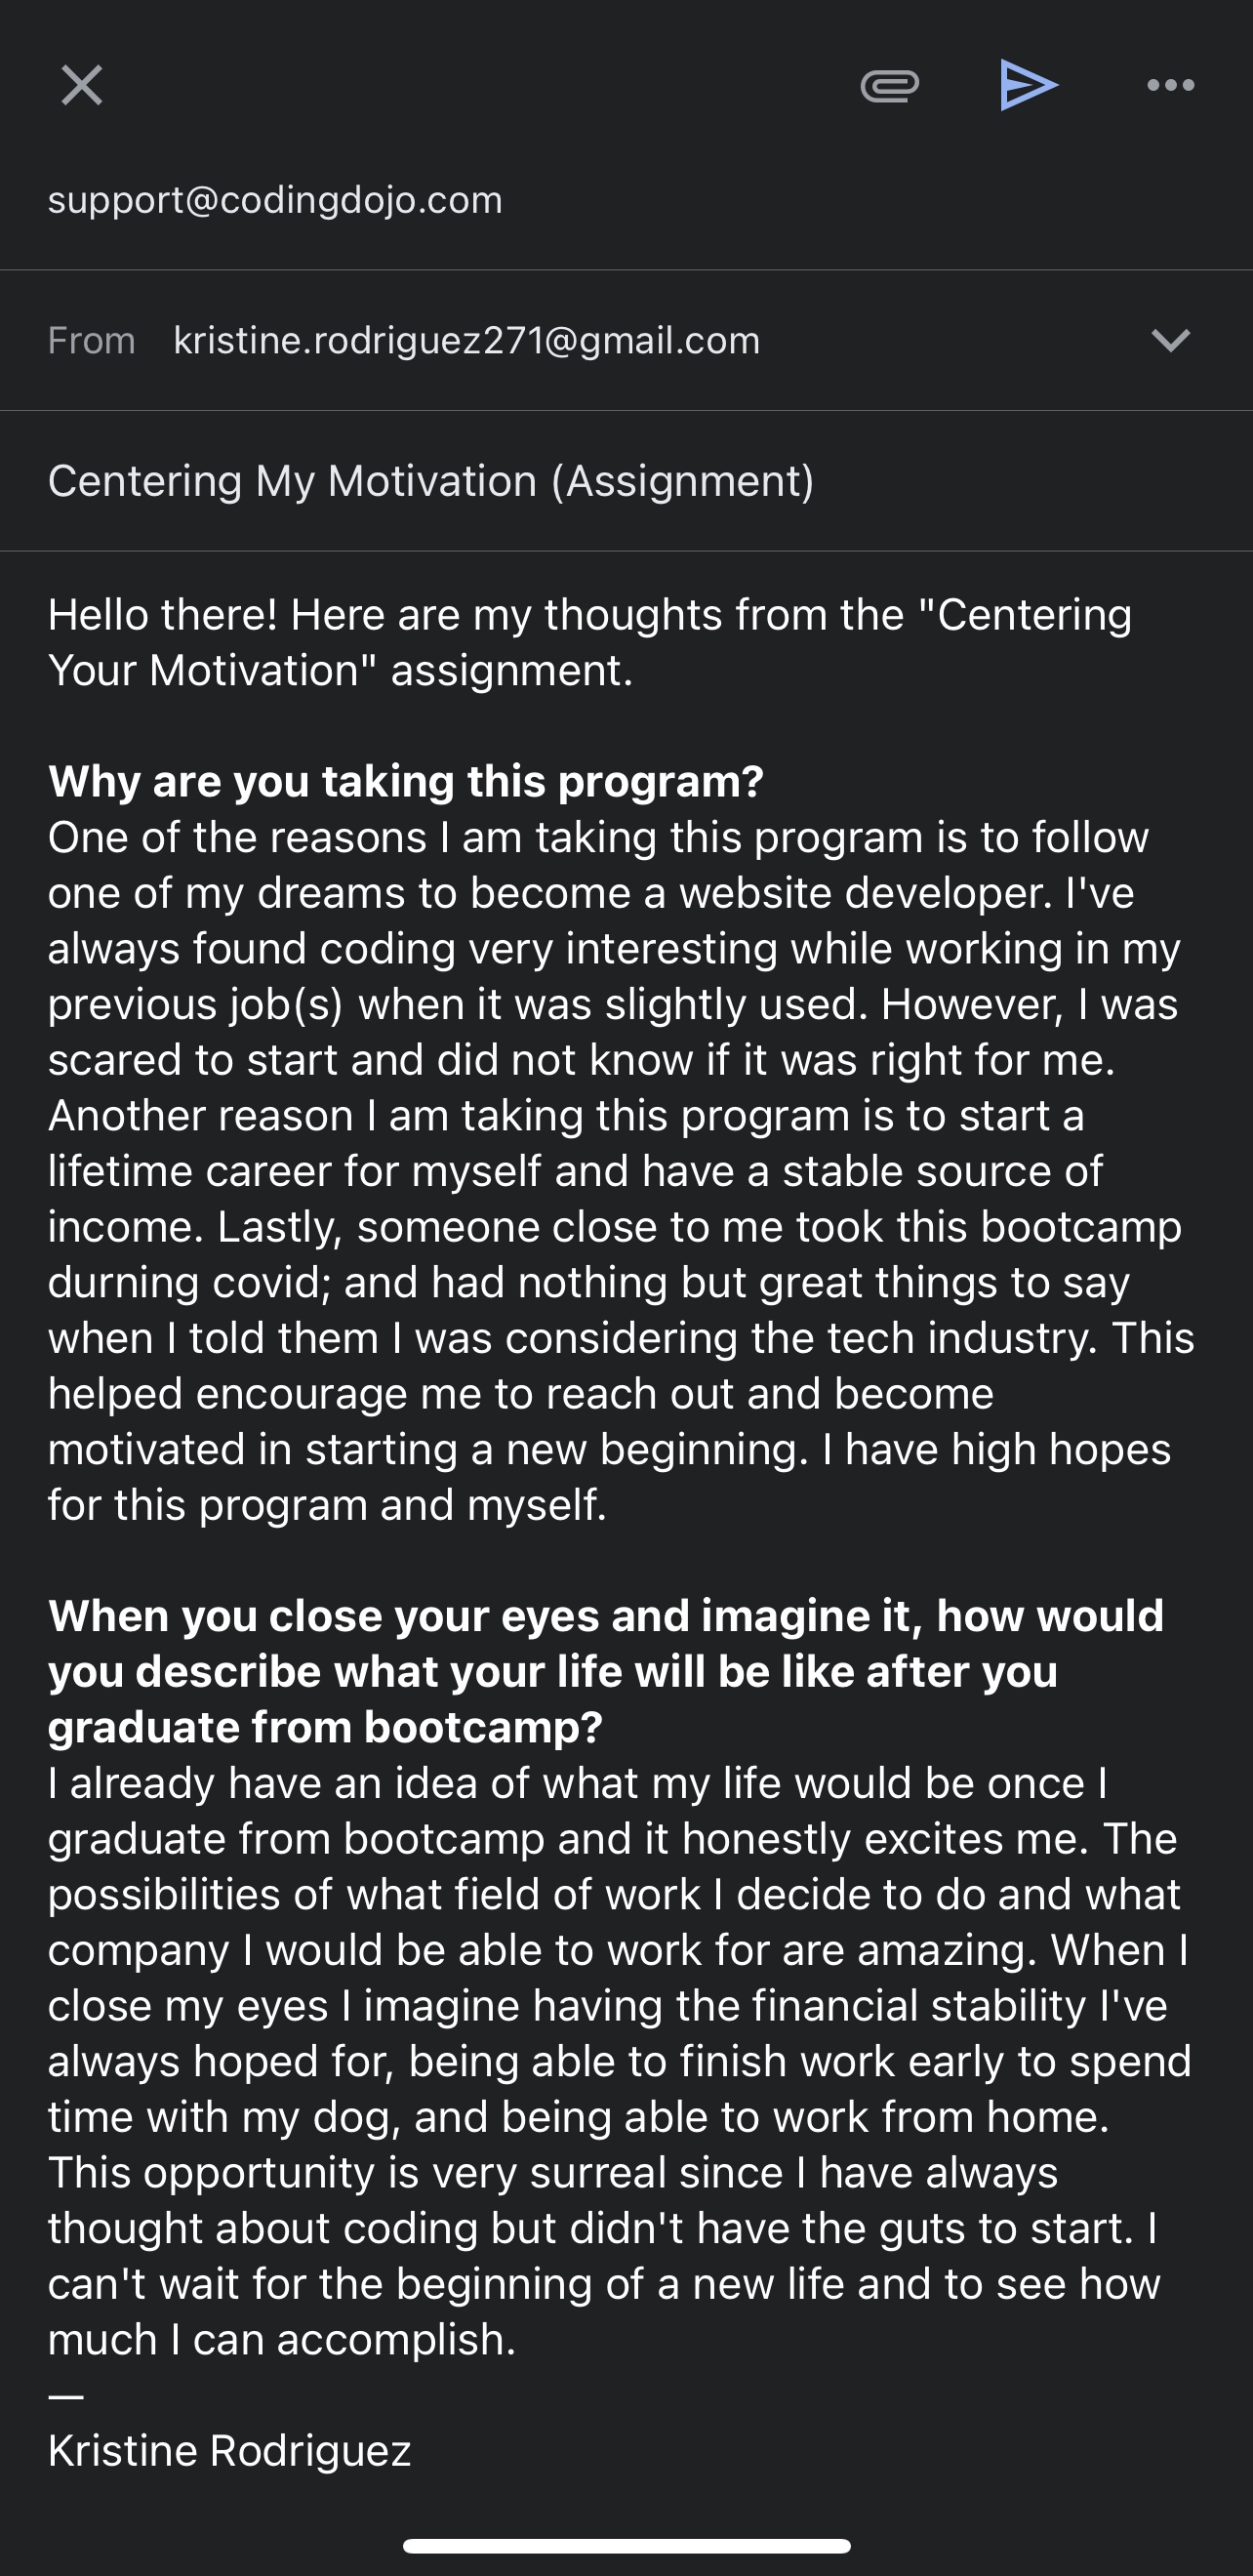 support@codingdojo.com
From kristine.rodriguez271@gmail.com
Centering My Motivation (Assignment)
Hello there! Here are my thoughts from the "Centering
Your Motivation" assignment.
Why are you taking this program?
One of the reasons I am taking this program is to follow
one of my dreams to become a website developer. I've
always found coding very interesting while working in my
previous job(s) when it was slightly used. However, I was
scared to start and did not know if it was right for me.
Another reason I am taking this program is to start a
lifetime career for myself and have a stable source of
income. Lastly, someone close to me took this bootcamp
durning covid; and had nothing but great things to say
when I told them I was considering the tech industry. This
helped encourage me to reach out and become
motivated in starting a new beginning. I have high hopes
for this program and myself.
When you close your eyes and imagine it, how would
you describe what your life will be like after you
graduate from bootcamp?
I already have an idea of what my life would be once I
graduate from bootcamp and it honestly excites me. The
possibilities of what field of work I decide to do and what
company I would be able to work for are amazing. When I
close my eyes I imagine having the financial stability I've
always hoped for, being able to finish work early to spend
time with my dog, and being able to work from home.
This opportunity is very surreal since I have always
thought about coding but didn't have the guts to start. I
can't wait for the beginning of a new life and to see how
much I can accomplish.
—
Kristine Rodriguez